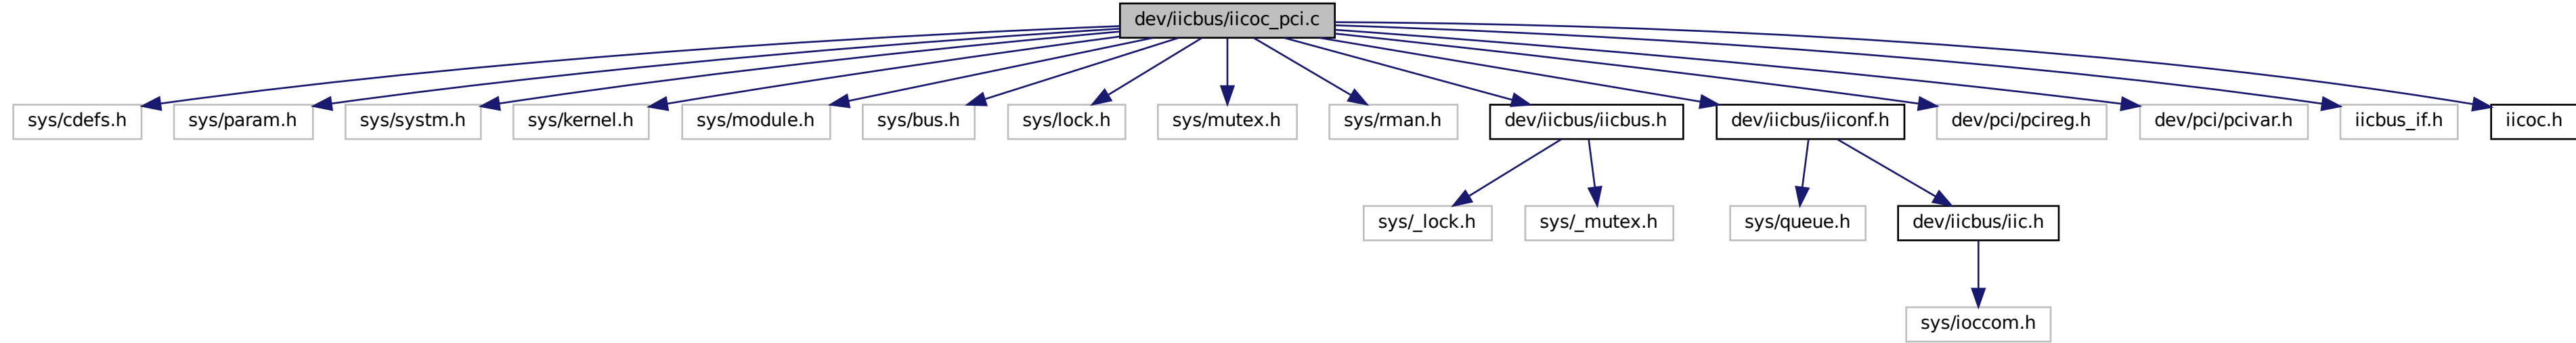 dev/iicbus/iicoc_pci.c
sys/cdefs.h
sys/param.h
sys/systm.h
sys/kernel.h
sys/module.h
sys/bus.h
sys/lock.h
sys/mutex.h
sys/rman.h
dev/iicbus/iicbus.h
dev/iicbus/iiconf.h
dev/pci/pcireg.h
dev/pci/pcivar.h
iicbus_if.h
iicoc.h
sys/_lock.h
sys/_mutex.h
sys/queue.h
dev/iicbus/iic.h
sys/ioccom.h